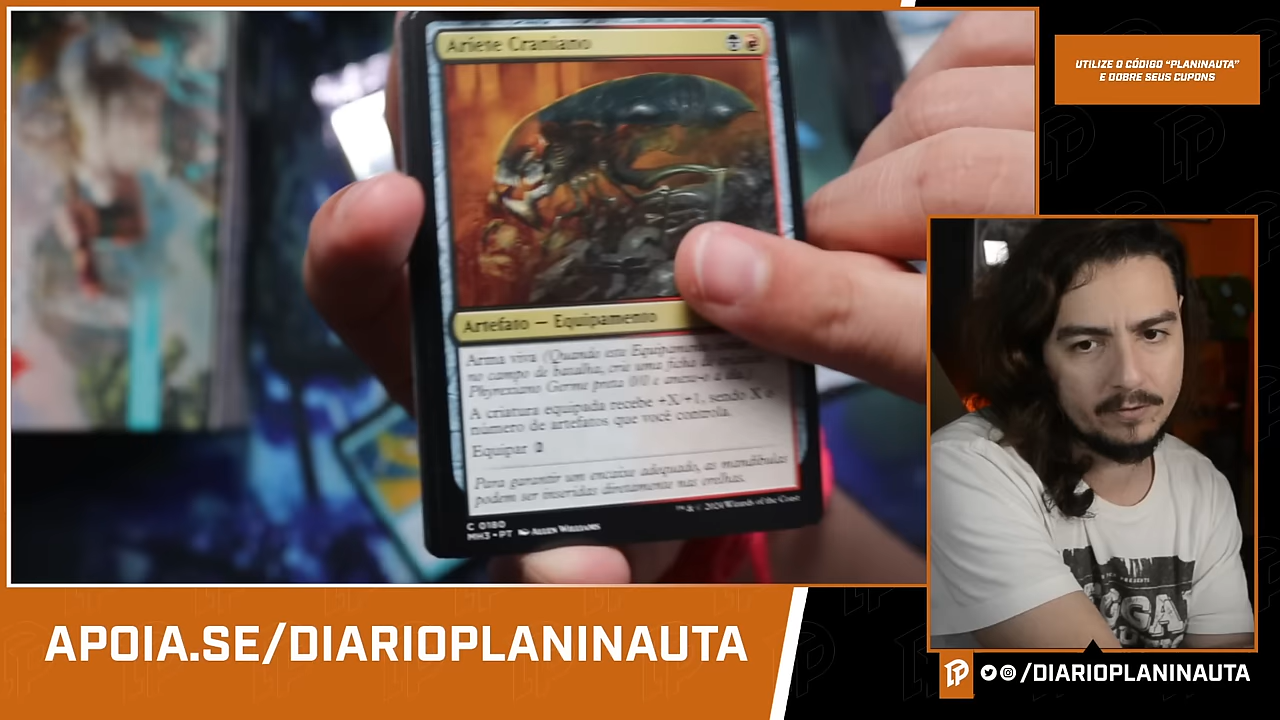 Aríete Craniano
Artefato — Equipamento
Arma viva (Quando este Equipamento
no campo de batalha, crie uma ficha de
Phyrexiano Germe preta 0/0 e anexe-o a ela.)
A criatura equipada recebe +X/+1, sendo X o
número de artefatos que você controla.
Equipar 2
Para garantir um encaixe adequado, as mandíbulas
podem ser inseridas diretamente nas orelhas.
C 0180
MH3 • PT ALLEN WILLIAMS
™ & © 2024 Wizards of the Coast
UTILIZE O CÓDIGO “PLANINAUTA”
E DOBRE SEUS CUPONS
APOIA.SE/DIARIOPLANINAUTA
/DIARIOPLANINAUTA